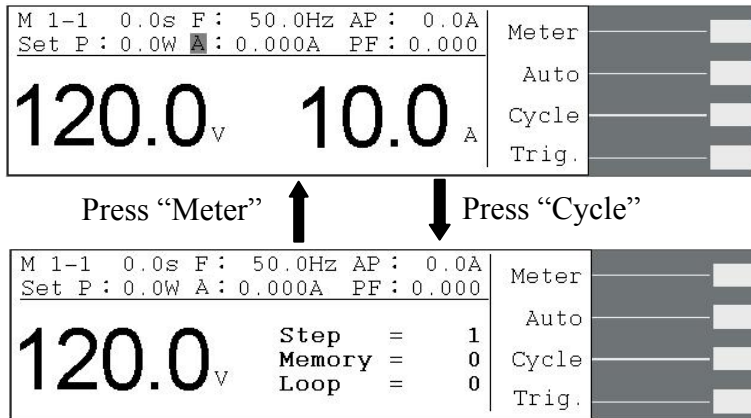 M 1-1 0.0s F: 50.0Hz AP: 0.0A
Set P: 0.0W A: 0.000A PF: 0.000
120.0 V 10.0 A
Meter
Auto
Cycle
Trig.
Press “Meter” Press “Cycle”
M 1-1 0.0s F: 50.0Hz AP: 0.0A
Set P: 0.0W A: 0.000A PF: 0.000
120.0 V
Step = 1
Memory = 0
Loop = 0
Meter
Auto
Cycle
Trig.